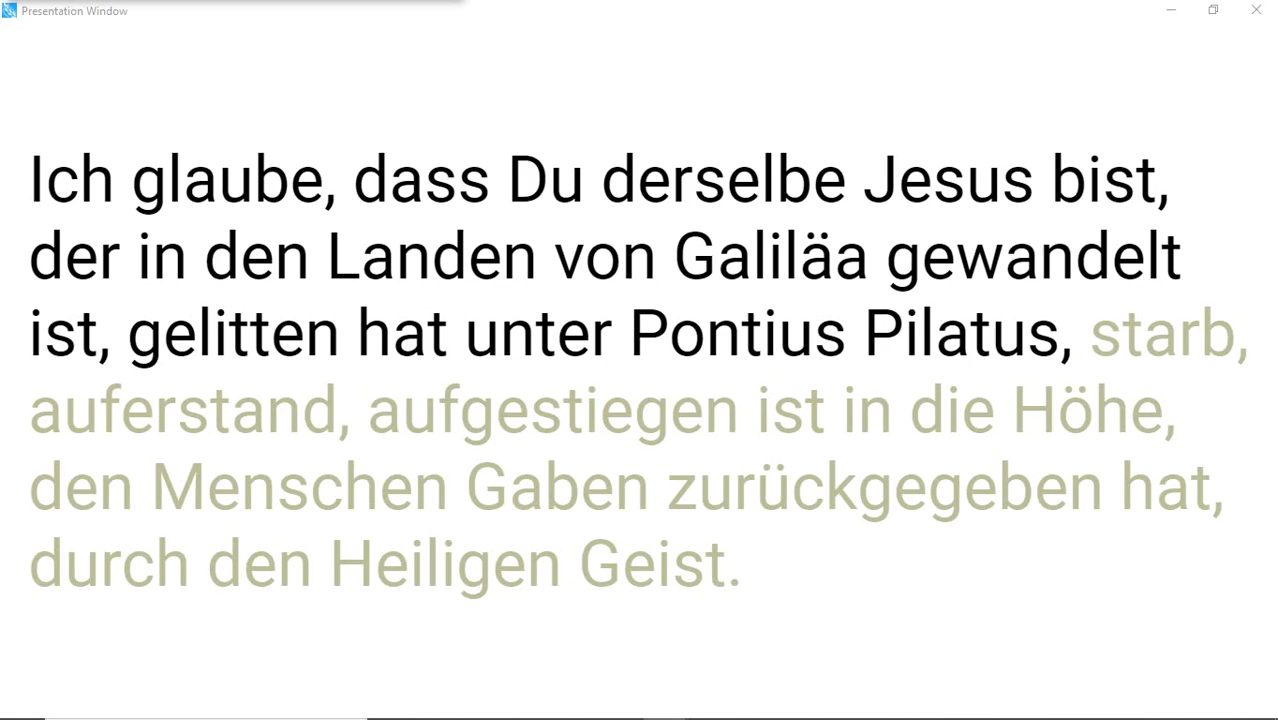 Presentation Window
Ich glaube, dass Du derselbe Jesus bist,
der in den Landen von Galiläa gewandelt
ist, gelitten hat unter Pontius Pilatus, starb,
auferstand, aufgestiegen ist in die Höhe,
den Menschen Gaben zurückgegeben hat,
durch den Heiligen Geist.